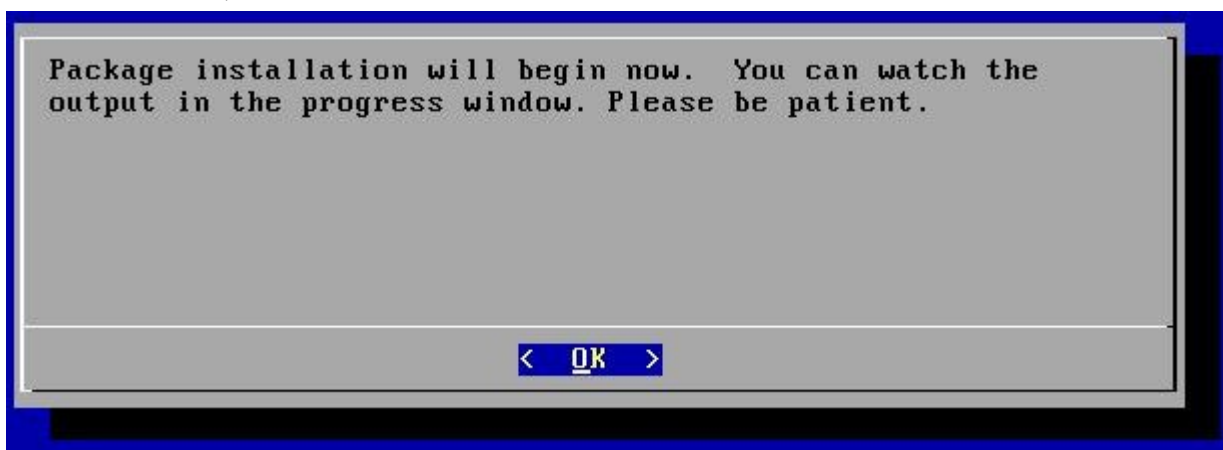 Package installation will begin now.  You can watch the
output in the progress window. Please be patient.
<  OK  >